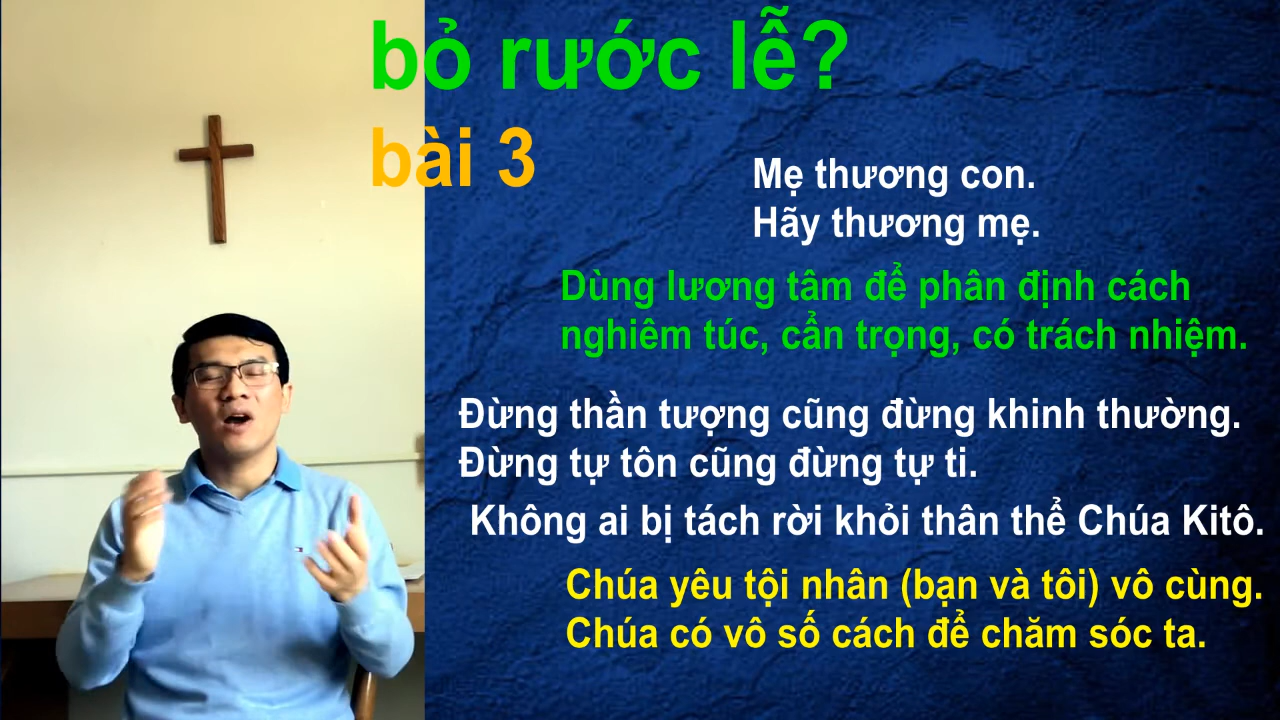 bỏ rước lễ?
bài 3
Mẹ thương con.
Hãy thương mẹ.
Dùng lương tâm để phân định cách
nghiêm túc, cẩn trọng, có trách nhiệm.
Đừng thần tượng cũng đừng khinh thường.
Đừng tự tôn cũng đừng tự ti.
Không ai bị tách rời khỏi thân thể Chúa Kitô.
Chúa yêu tội nhân (bạn và tôi) vô cùng.
Chúa có vô số cách để chăm sóc ta.